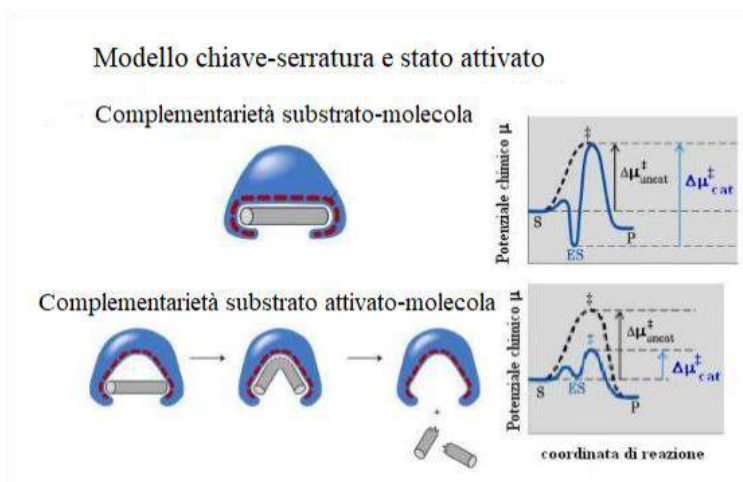 Modello chiave-serratura e stato attivato
Complementarietà substrato-molecola
Potenziale chimico μ
‡
Δμ‡uncat
Δμ‡cat
S
ES
P
Complementarietà substrato attivato-molecola
+
Potenziale chimico μ
‡
Δμ‡uncat
‡
Δμ‡cat
S
ES
P
coordinata di reazione